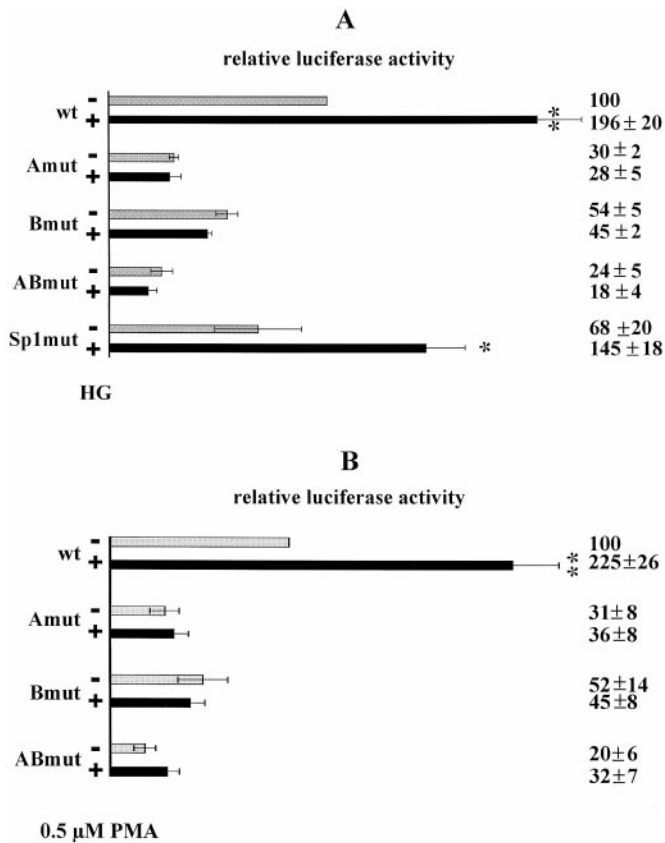 A
relative luciferase activity
wt - 100
+ ** 196±20
Amut - 30±2
+ 28±5
Bmut - 54±5
+ 45±2
ABmut - 24±5
+ 18±4
Sp1mut - 68±20
+ * 145±18
HG
B
relative luciferase activity
wt - 100
+ ** 225±26
Amut - 31±8
+ 36±8
Bmut - 52±14
+ 45±8
ABmut - 20±6
+ 32±7
0.5 µM PMA